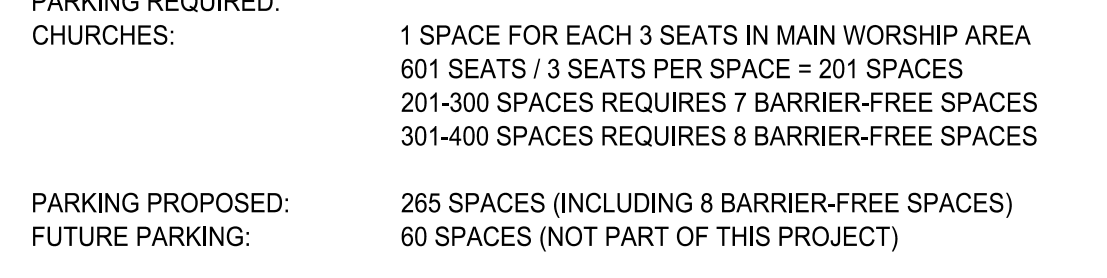 PARKING REQUIRED:
CHURCHES: 1 SPACE FOR EACH 3 SEATS IN MAIN WORSHIP AREA
601 SEATS / 3 SEATS PER SPACE = 201 SPACES
201-300 SPACES REQUIRES 7 BARRIER-FREE SPACES
301-400 SPACES REQUIRES 8 BARRIER-FREE SPACES
PARKING PROPOSED: 265 SPACES (INCLUDING 8 BARRIER-FREE SPACES)
FUTURE PARKING: 60 SPACES (NOT PART OF THIS PROJECT)